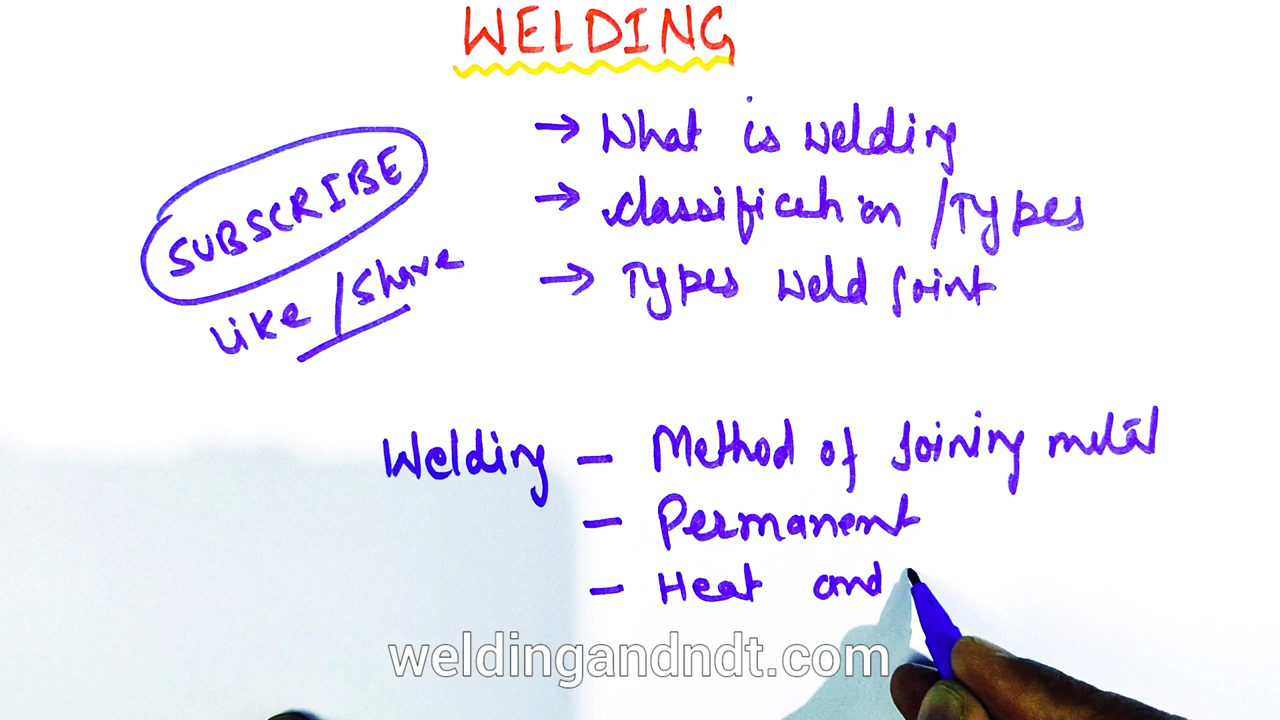 WELDING
→ What is welding
→ classification / Types
→ Types weld joint
SUBSCRIBE
Like / Share
Welding - Method of Joining metal
- Permanent
- Heat and
weldingandndt.com